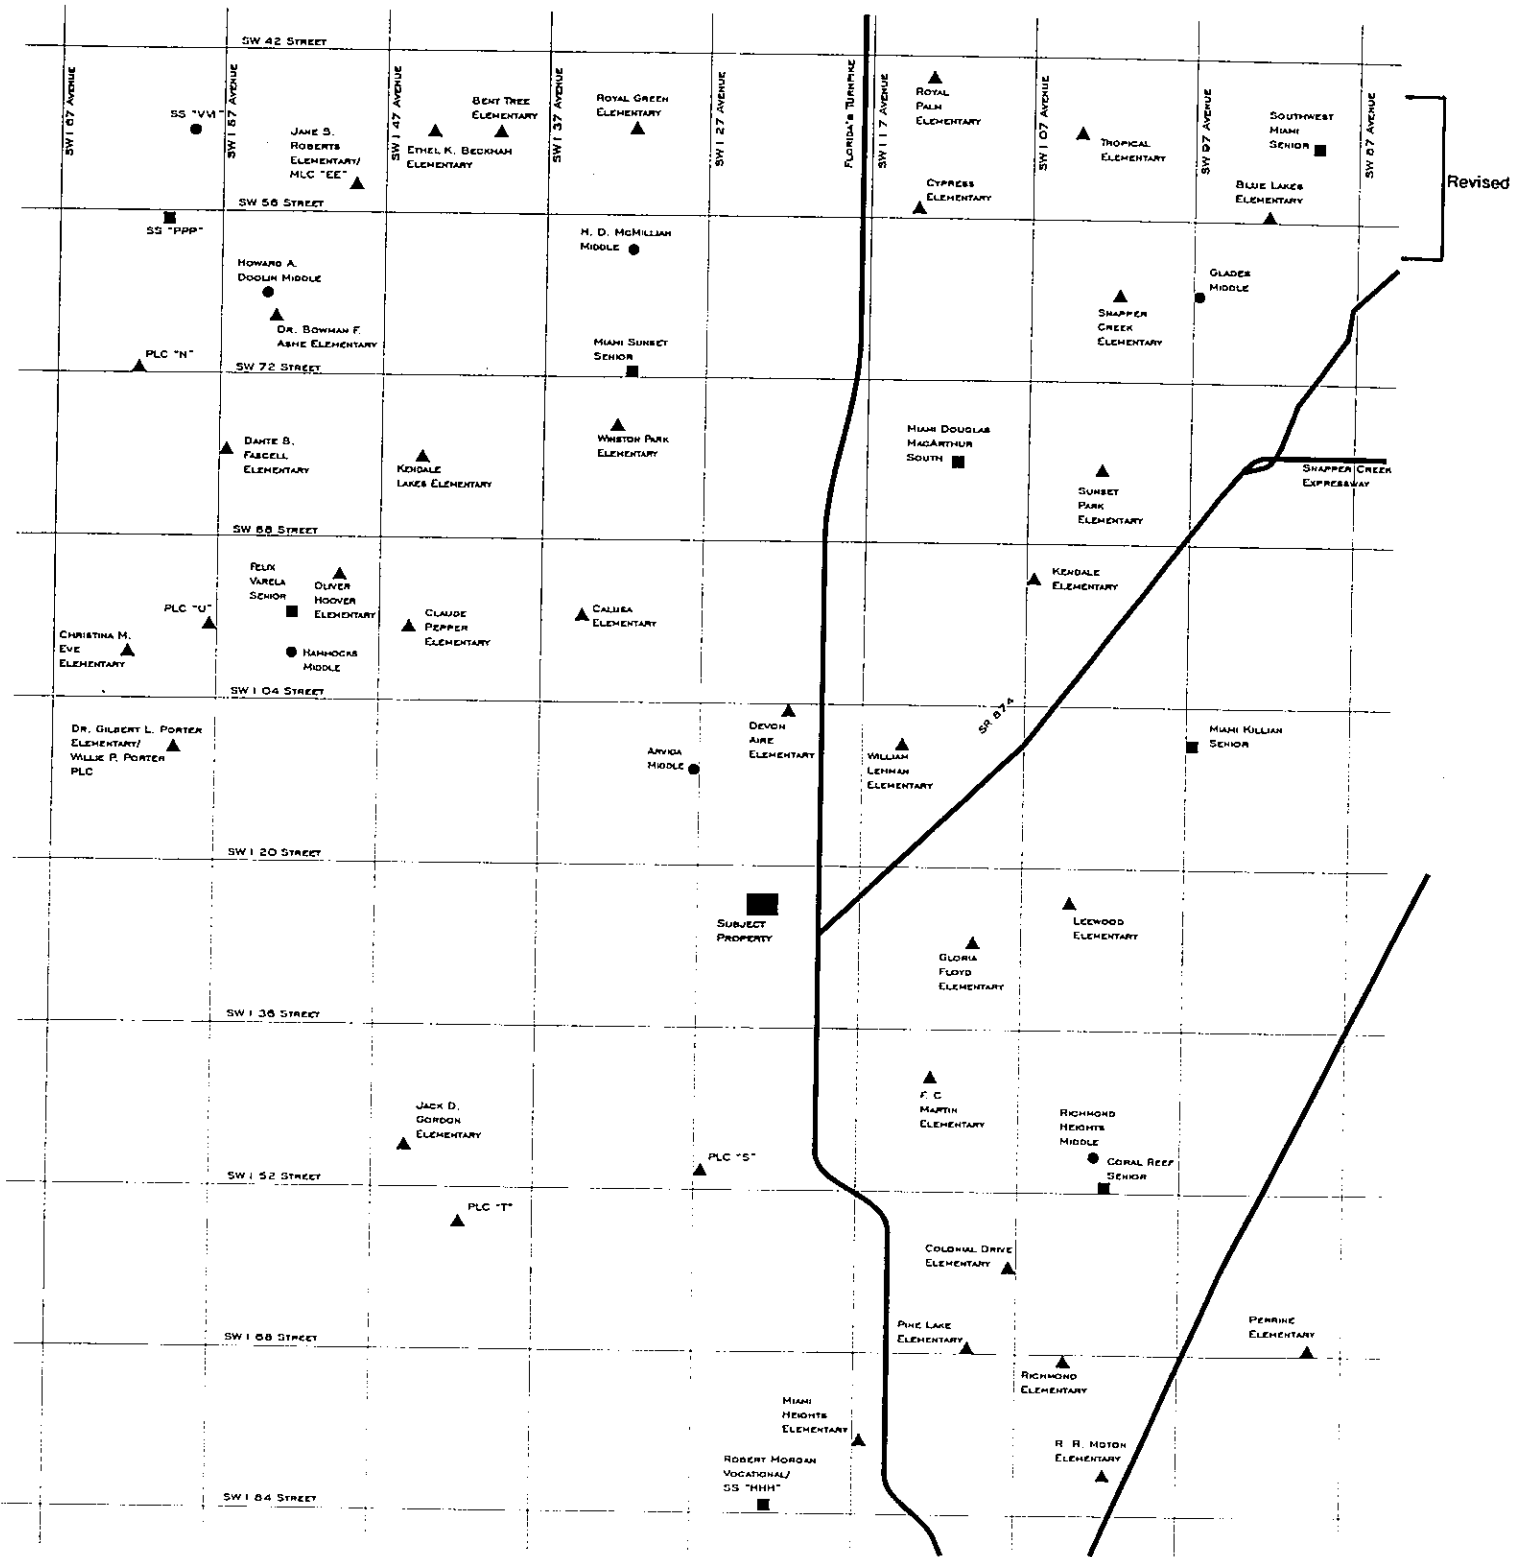 SW 42 STREET
SW 167 AVENUE
SW 157 AVENUE
SW 147 AVENUE
SW 137 AVENUE
SW 127 AVENUE
FLORIDA'S TURNPIKE
SW 117 AVENUE
SW 107 AVENUE
SW 97 AVENUE
SW 87 AVENUE
SS "VV1"
JANE S.
ROBERTS
ELEMENTARY/
MLC "EE"
BENT TREE
ELEMENTARY
ETHEL K. BECKHAM
ELEMENTARY
ROYAL GREEN
ELEMENTARY
ROYAL
PALM
ELEMENTARY
TROPICAL
ELEMENTARY
SOUTHWEST
MIAMI
SENIOR
Revised
CYPRESS
ELEMENTARY
BLUE LAKES
ELEMENTARY
SW 56 STREET
SS "PPP"
H. D. MCMILLIAN
MIDDLE
HOWARD A.
DOOLIN MIDDLE
DR. BOWMAN F.
ASHE ELEMENTARY
GLADES
MIDDLE
SNAPPER
CREEK
ELEMENTARY
PLC "N"
MIAMI SUNSET
SENIOR
SW 72 STREET
DANTE B.
FASCELL
ELEMENTARY
KENDALE
LAKES ELEMENTARY
WINSTON PARK
ELEMENTARY
MIAMI DOUGLAS
MACARTHUR
SOUTH
SUNSET
PARK
ELEMENTARY
SNAPPER CREEK
EXPRESSWAY
SW 88 STREET
FELIX
VARELA
SENIOR
OLIVER
HOOVER
ELEMENTARY
KENDALE
ELEMENTARY
PLC "U"
CLAUDE
PEPPER
ELEMENTARY
CALUSA
ELEMENTARY
CHRISTINA M.
EVE
ELEMENTARY
HAMMOCKS
MIDDLE
SW 104 STREET
SR 874
DR. GILBERT L. PORTER
ELEMENTARY/
WILLIE P. PORTER
PLC
ARVIDA
MIDDLE
DEVON
AIRE
ELEMENTARY
WILLIAM
LEHMAN
ELEMENTARY
MIAMI KILLIAN
SENIOR
SW 120 STREET
SUBJECT
PROPERTY
LEEWOOD
ELEMENTARY
GLORIA
FLOYD
ELEMENTARY
SW 136 STREET
JACK D.
GORDON
ELEMENTARY
F. C
MARTIN
ELEMENTARY
RICHMOND
HEIGHTS
MIDDLE
PLC "S"
CORAL REEF
SENIOR
SW 152 STREET
PLC "T"
COLONIAL DRIVE
ELEMENTARY
PINE LAKE
ELEMENTARY
PERRINE
ELEMENTARY
SW 168 STREET
RICHMOND
ELEMENTARY
MIAMI
HEIGHTS
ELEMENTARY
R. R. MOTON
ELEMENTARY
ROBERT MORGAN
VOCATIONAL/
SS "HHH"
SW 184 STREET